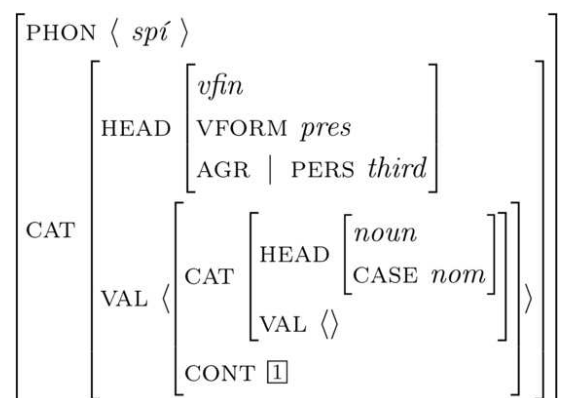 PHON ⟨ spí ⟩
vfin
HEAD VFORM pres
AGR | PERS third
CAT
noun
HEAD
CAT CASE nom
VAL ⟨ VAL ⟨⟩ ⟩
CONT 1